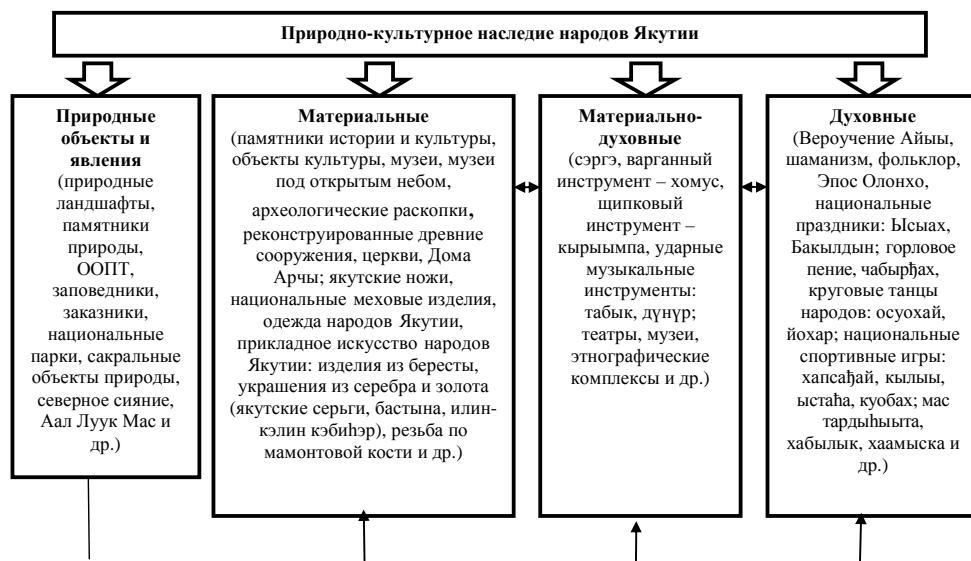 Природно-культурное наследие народов Якутии
Природные
объекты и
явления
(природные
ландшафты,
памятники
природы,
ООПТ,
заповедники,
заказники,
национальные
парки, сакральные
объекты природы,
северное сияние,
Аал Луук Мас и
др.)
Материальные
(памятники истории и культуры,
объекты культуры, музеи, музеи
под открытым небом,
археологические раскопки,
реконструированные древние
сооружения, церкви, Дома
Арчы; якутские ножи,
национальные меховые изделия,
одежда народов Якутии,
прикладное искусство народов
Якутии: изделия из бересты,
украшения из серебра и золота
(якутские серьги, бастына, илин-
кэлин кэбиһэр), резьба по
мамонтовой кости и др.)
Материально-
духовные
(сэргэ, варганный
инструмент – хомус,
щипковый
инструмент –
кырыымпа, ударные
музыкальные
инструменты:
табык, дүҥүр;
театры, музеи,
этнографические
комплексы и др.)
Духовные
(Вероучение Айыы,
шаманизм, фольклор,
Эпос Олонхо,
национальные
праздники: Ысыах,
Бакылдын; горловое
пение, чабырҕах,
круговые танцы
народов: осуохай,
йохар; национальные
спортивные игры:
хапсаҕай, кылыы,
ыстаһа, куобах; мас
тардыһыыта,
хабылык, хаамыска и
др.)